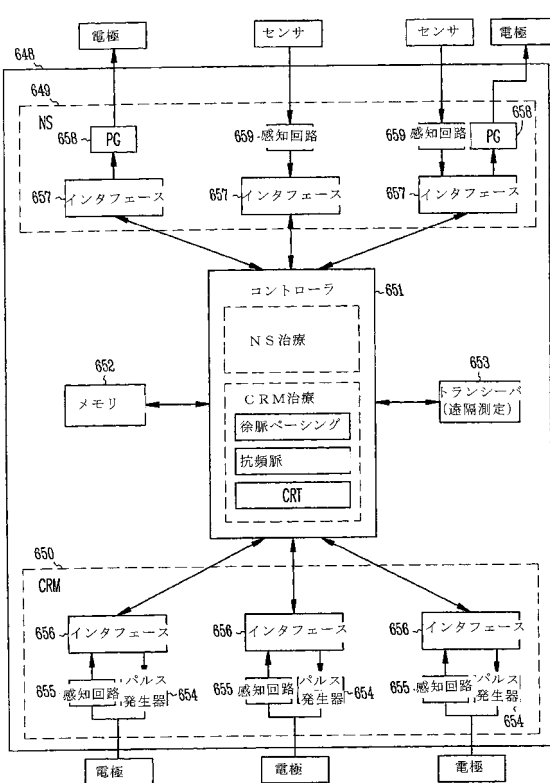 電極
センサ
センサ
電極
648
649
NS
658
PG
659
感知回路
659
感知回路
PG
658
657
インタフェース
657
インタフェース
657
インタフェース
コントローラ
651
NS治療
652
メモリ
653
トランシーバ
(遠隔測定)
CRM治療
徐脈ペーシング
抗頻脈
CRT
650
CRM
656
インタフェース
656
インタフェース
656
インタフェース
655
感知回路
パルス
発生器
654
655
感知回路
パルス
発生器
654
655
感知回路
パルス
発生器
654
電極
電極
電極